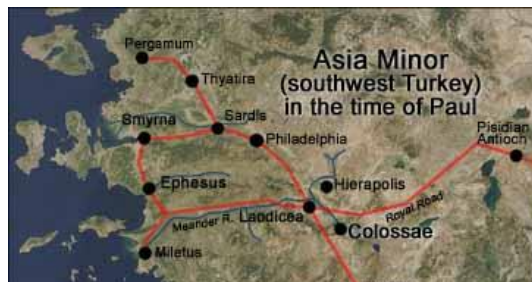 Asia Minor
(southwest Turkey)
in the time of Paul
Pergamum
Thyatira
Smyrna
Sardis
Philadelphia
Pisidian
Antioch
Ephesus
Hierapolis
Meander R.
Laodicea
Royal Road
Colossae
Miletus